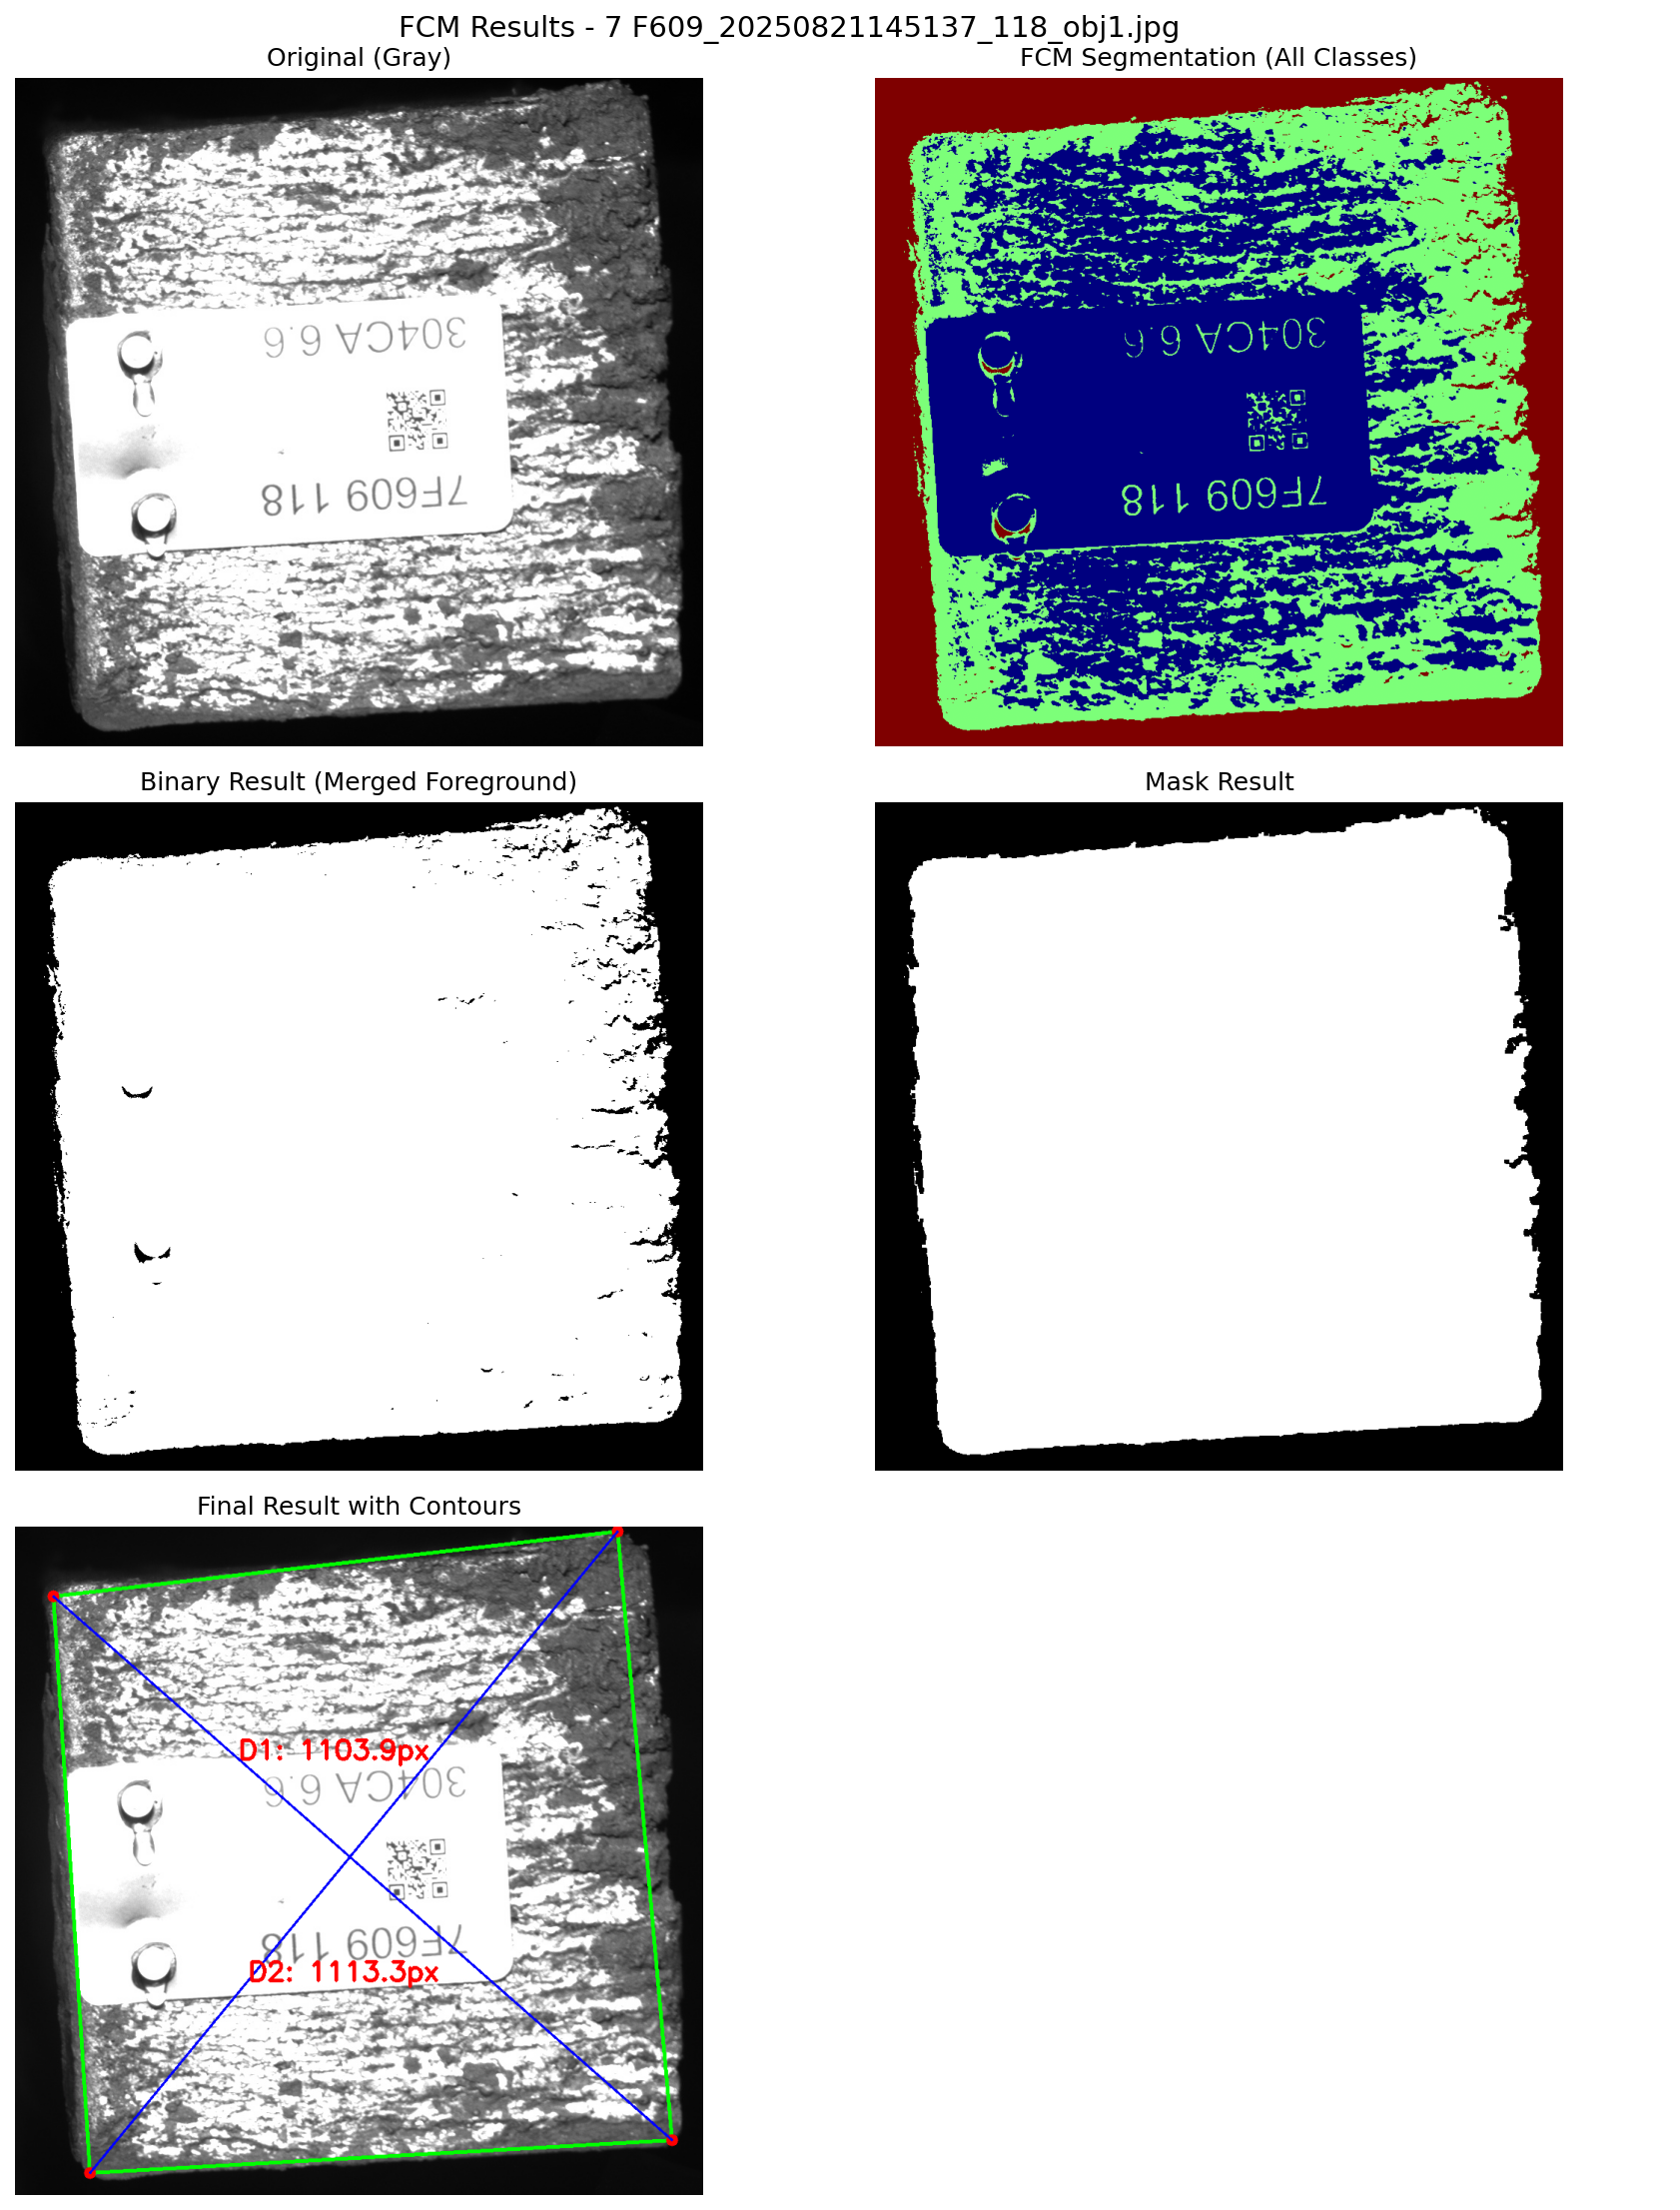 FCM Results - 7 F609_20250821145137_118_obj1.jpg
Original (Gray)
FCM Segmentation (All Classes)
304CA 6.6
7F609 118
304CA 6.6
7F609 118
Binary Result (Merged Foreground)
Mask Result
Final Result with Contours
D1: 1103.9px
304CA 6.6
7F609 118
D2: 1113.3px